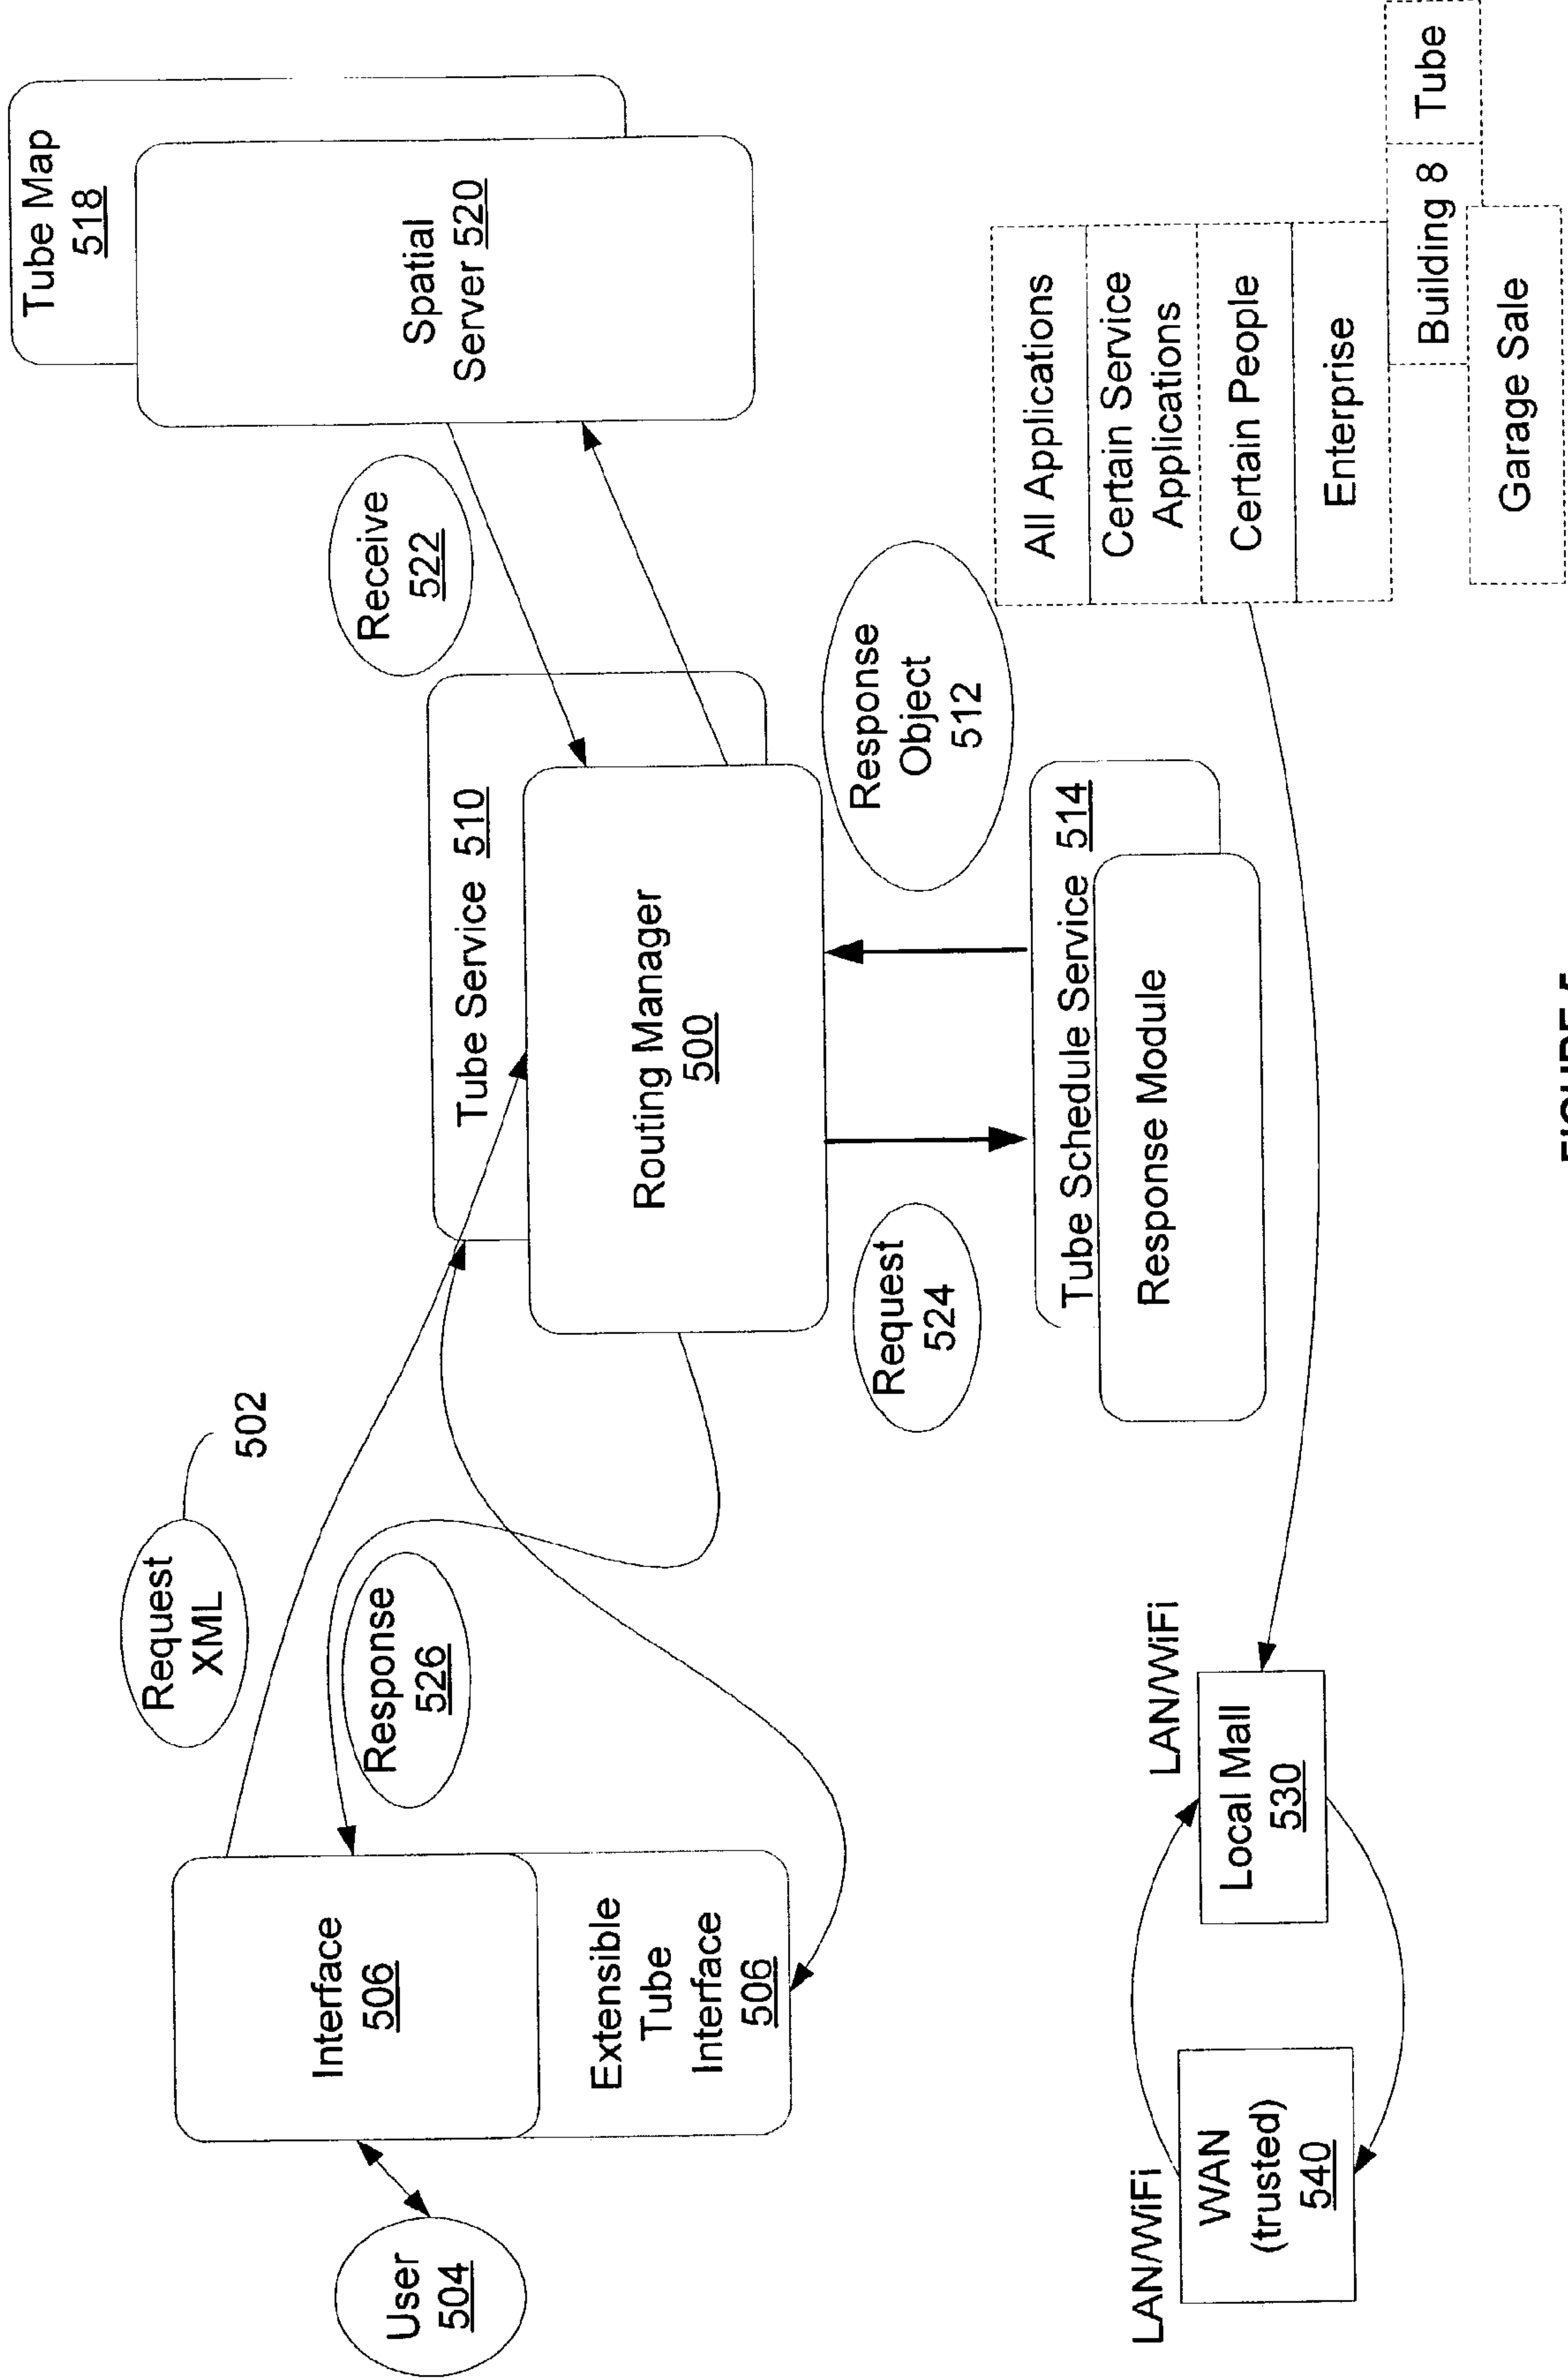 Request
XML
502
User
504
Interface
506
Extensible
Tube
Interface
506
Response
526
Tube Service 510
Routing Manager
500
Receive
522
Tube Map
518
Spatial
Server 520
Request
524
Response
Object
512
Tube Schedule Service 514
Response Module
All Applications
Certain Service
Applications
Certain People
Enterprise
Building 8
Tube
Garage Sale
LAN/WiFi
WAN
(trusted)
540
LAN/WiFi
Local Mall
530
FIGURE 5